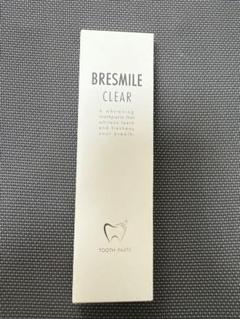 BRESMILE
CLEAR
A whitening
toothpaste that
whitens teeth
and freshens
your breath.
TOOTH PASTE